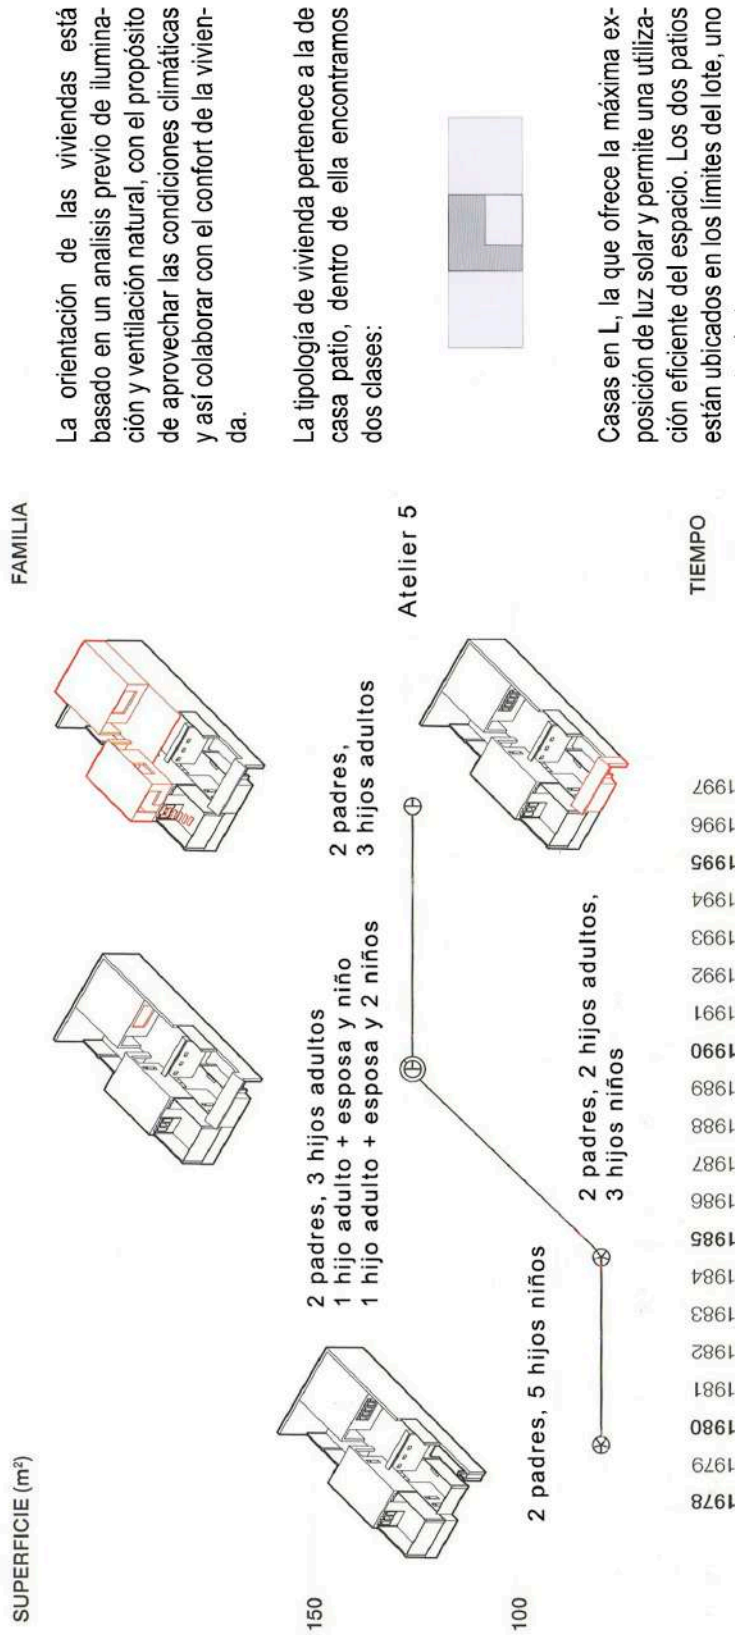 SUPERFICIE (m²)
FAMILIA
150
100
2 padres, 5 hijos niños
2 padres, 3 hijos adultos
1 hijo adulto + esposa y niño
1 hijo adulto + esposa y 2 niños
2 padres, 2 hijos adultos,
3 hijos niños
2 padres,
3 hijos adultos
Atelier 5
TIEMPO
1978
1979
1980
1981
1982
1983
1984
1985
1986
1987
1988
1989
1990
1991
1992
1993
1994
1995
1996
1997
La orientación de las viviendas está
basado en un analisis previo de ilumina-
ción y ventilación natural, con el propósito
de aprovechar las condiciones climáticas
y así colaborar con el confort de la vivien-
da.
La tipología de vivienda pertenece a la de
casa patio, dentro de ella encontramos
dos clases:
Casas en L, la que ofrece la máxima ex-
posición de luz solar y permite una utiliza-
ción eficiente del espacio. Los dos patios
están ubicados en los límites del lote, uno